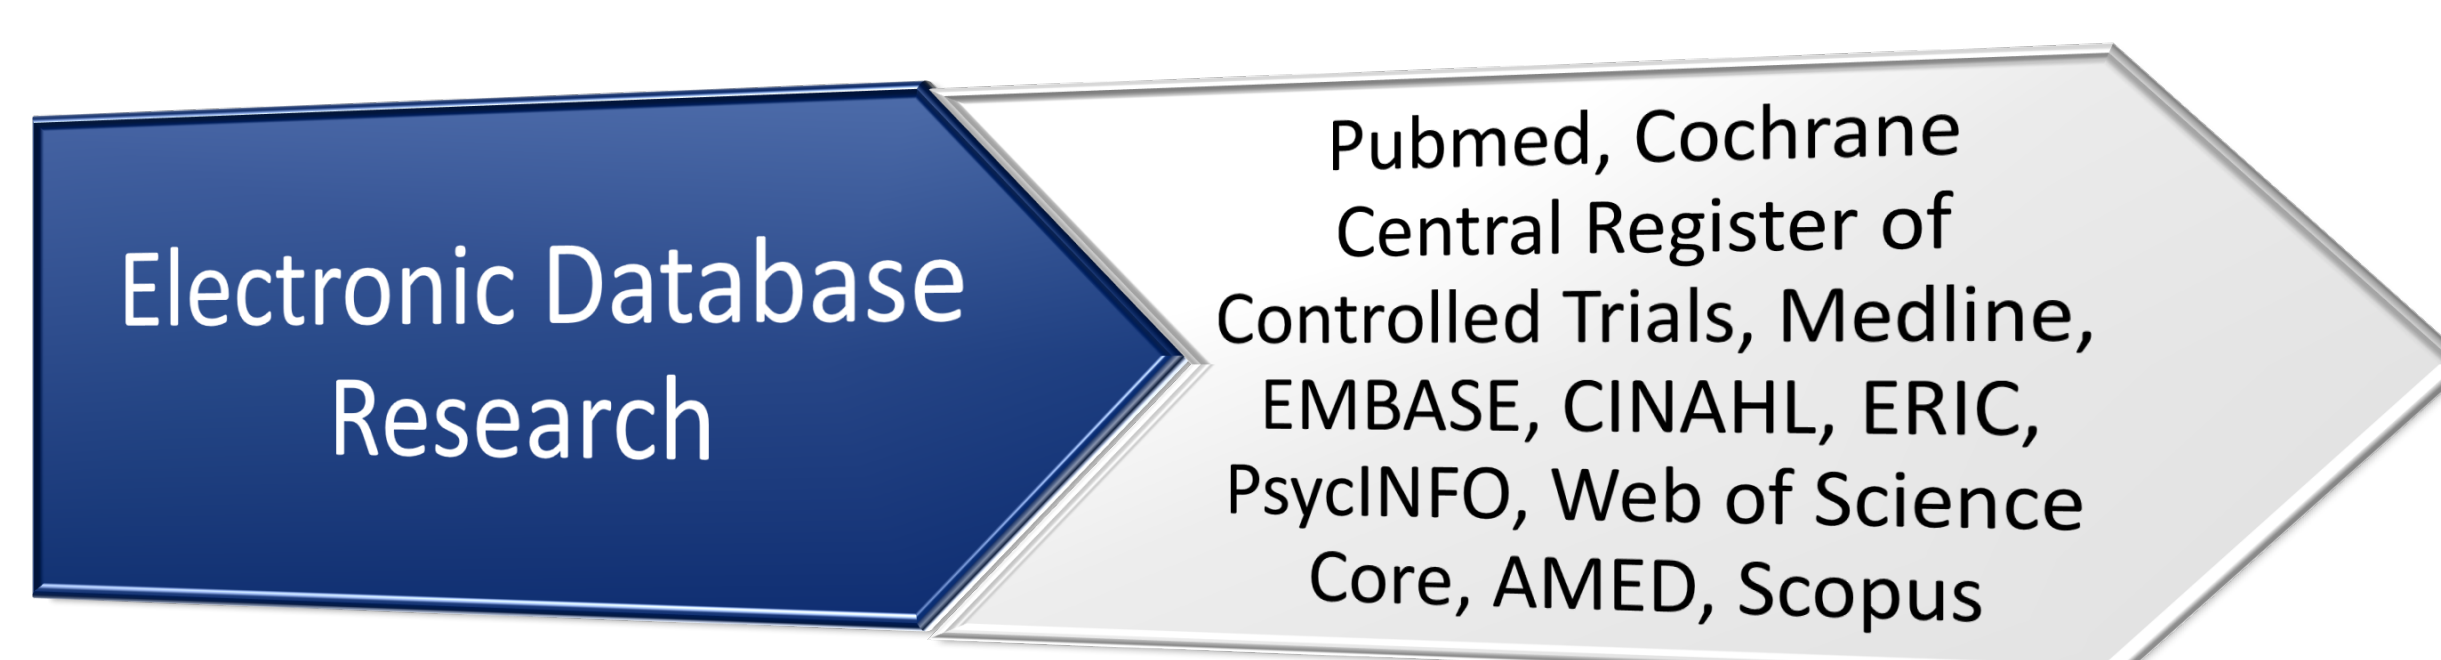 Electronic Database
Research
Pubmed, Cochrane
Central Register of
Controlled Trials, Medline,
EMBASE, CINAHL, ERIC,
PsycINFO, Web of Science
Core, AMED, Scopus